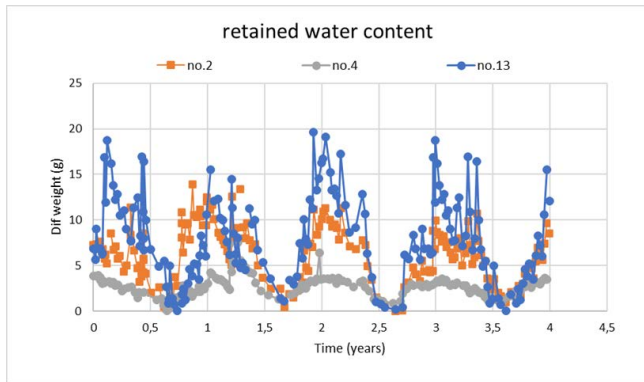 retained water content
no.2 no.4 no.13
25
20
15
10
5
0
Dif weight (g)
0 0,5 1 1,5 2 2,5 3 3,5 4 4,5
Time (years)